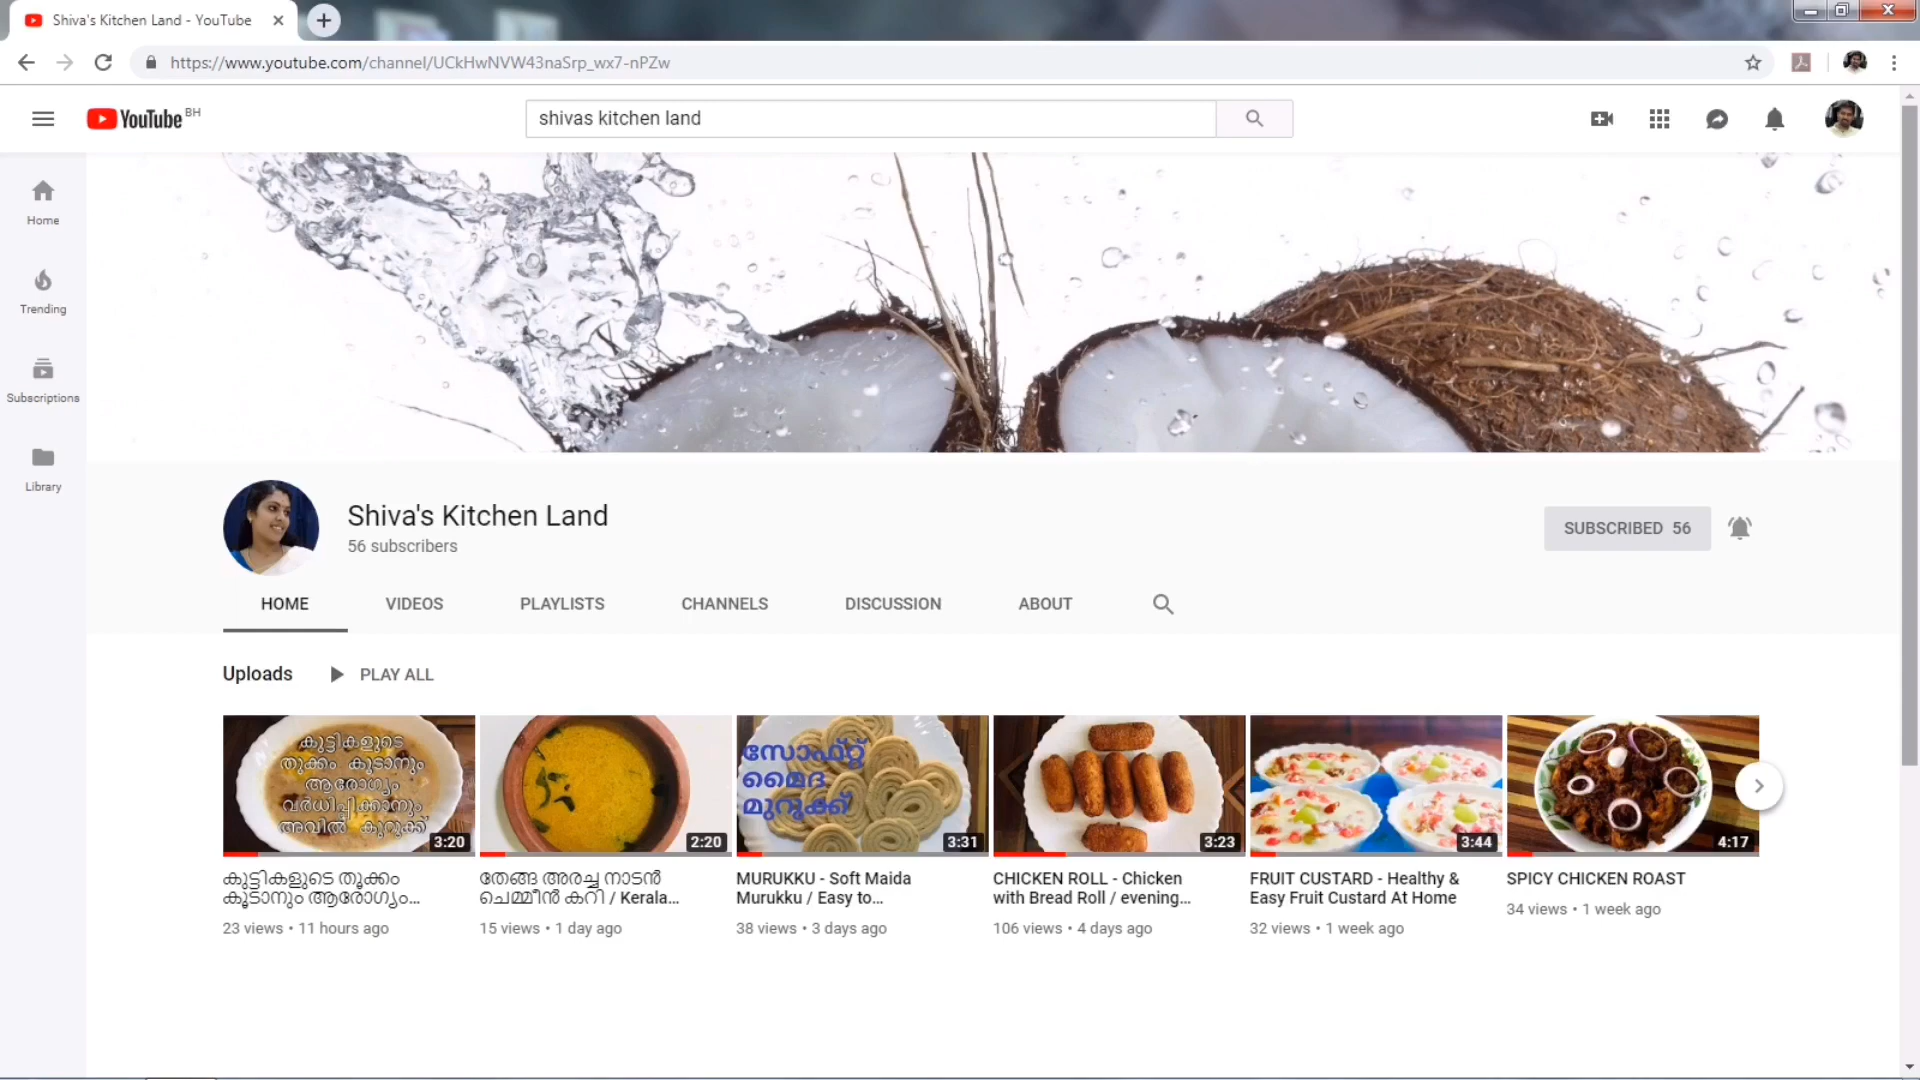 Shiva's Kitchen Land - YouTube
https://www.youtube.com/channel/UCkHwNVW43naSrp_wx7-nPZw
YouTube BH
shivas kitchen land
Home
Trending
Subscriptions
Library
Shiva's Kitchen Land
56 subscribers
SUBSCRIBED 56
HOME VIDEOS PLAYLISTS CHANNELS DISCUSSION ABOUT
Uploads PLAY ALL
കുട്ടികളുടെ
തൂക്കം കൂടാനും
ആരോഗ്യം
വർധിപ്പിക്കാനും
അവിൽ കുറുക്ക്
3:20
2:20
സോഫ്റ്റ്
മൈദ
മുറുക്ക്
3:31
3:23
3:44
4:17
കുട്ടികളുടെ തൂക്കം
കൂടാനും ആരോഗ്യം...
23 views • 11 hours ago
തേങ്ങ അരച്ച നാടൻ
ചെമ്മീൻ കറി / Kerala...
15 views • 1 day ago
MURUKKU - Soft Maida
Murukku / Easy to...
38 views • 3 days ago
CHICKEN ROLL - Chicken
with Bread Roll / evening...
106 views • 4 days ago
FRUIT CUSTARD - Healthy &
Easy Fruit Custard At Home
32 views • 1 week ago
SPICY CHICKEN ROAST
34 views • 1 week ago